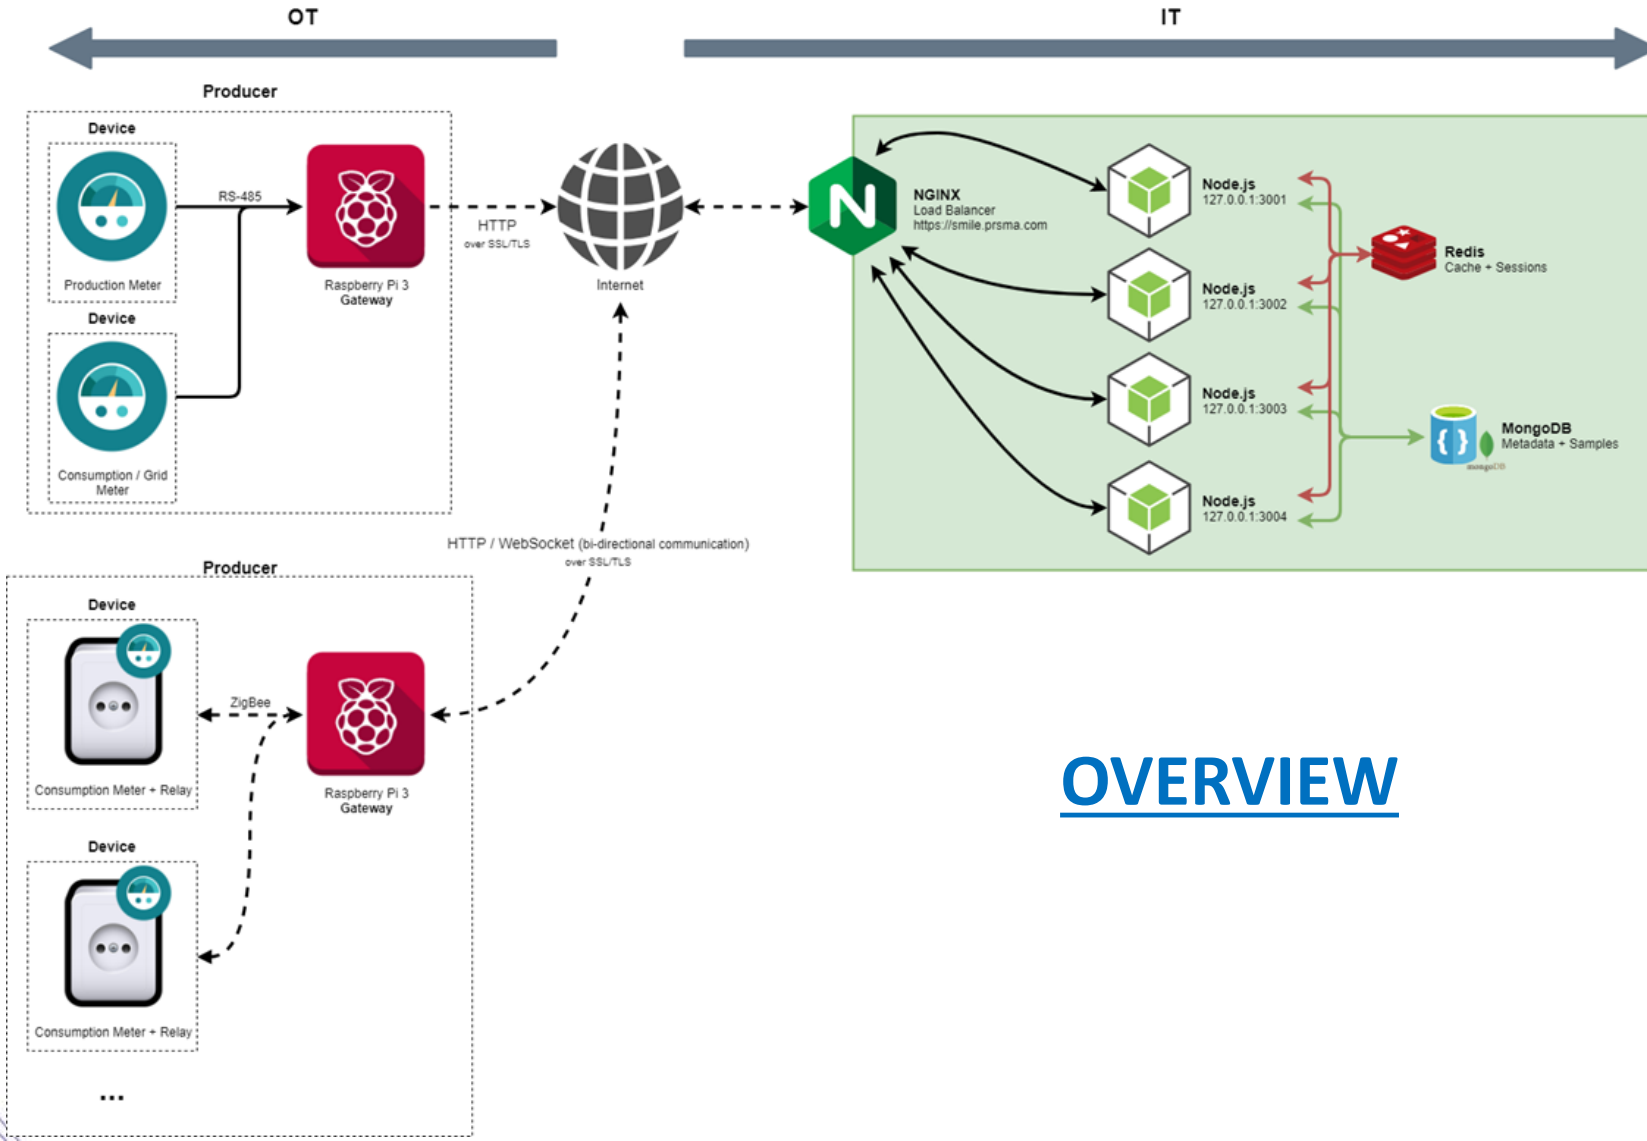 OT
IT
Producer
Device
Production Meter
RS-485
Device
Consumption / Grid
Meter
Raspberry Pi 3
Gateway
HTTP
over SSL/TLS
Internet
NGINX
Load Balancer
https://smile.prsma.com
Node.js
127.0.0.1:3001
Node.js
127.0.0.1:3002
Node.js
127.0.0.1:3003
Node.js
127.0.0.1:3004
Redis
Cache + Sessions
MongoDB
Metadata + Samples
mongoDB
HTTP / WebSocket (bi-directional communication)
over SSL/TLS
Producer
Device
Consumption Meter + Relay
ZigBee
Raspberry Pi 3
Gateway
Device
Consumption Meter + Relay
...
OVERVIEW